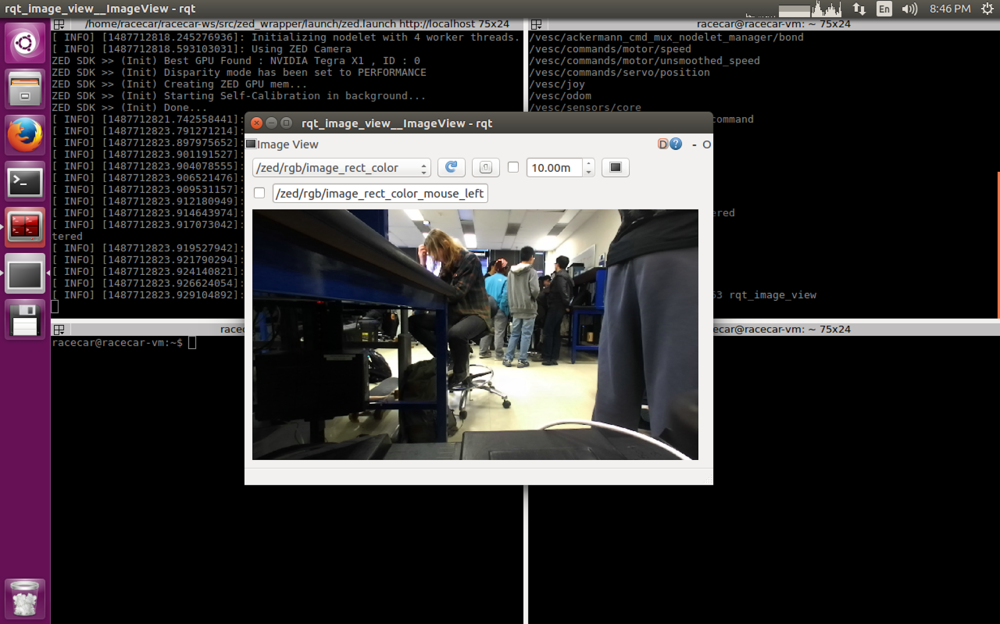 rqt_image_view__ImageView - rqt
En
8:46 PM
/home/racecar/racecar-ws/src/zed_wrapper/launch/zed.launch http://localhost 75x24
[ INFO] [1487712818.245276936]: Initializing nodelet with 4 worker threads.
[ INFO] [1487712818.593103031]: Using ZED Camera
ZED SDK >> (Init) Best GPU Found : NVIDIA Tegra X1 , ID : 0
ZED SDK >> (Init) Disparity mode has been set to PERFORMANCE
ZED SDK >> (Init) Creating ZED GPU mem...
ZED SDK >> (Init) Starting Self-Calibration in background...
ZED SDK >> (Init) Done...
[ INFO] [1487712821.742558441]:
[ INFO] [1487712823.791271214]:
[ INFO] [1487712823.897975652]:
[ INFO] [1487712823.901191527]:
[ INFO] [1487712823.904078555]:
[ INFO] [1487712823.906521476]:
[ INFO] [1487712823.909531157]:
[ INFO] [1487712823.912180949]:
[ INFO] [1487712823.914643974]:
[ INFO] [1487712823.917073042]:
tered
[ INFO] [1487712823.919527942]:
[ INFO] [1487712823.921790294]:
[ INFO] [1487712823.924140821]:
[ INFO] [1487712823.926624054]:
[ INFO] [1487712823.929104892]:
racecar@racecar-vm: ~ 75x24
/vesc/ackermann_cmd_mux_nodelet_manager/bond
/vesc/commands/motor/speed
/vesc/commands/motor/unsmoothed_speed
/vesc/commands/servo/position
/vesc/joy
/vesc/odom
/vesc/sensors/core
command
ered
63 rqt_image_view
rqt_image_view__ImageView - rqt
Image View
D ? - O
/zed/rgb/image_rect_color
10.00m
/zed/rgb/image_rect_color_mouse_left
racec
racecar@racecar-vm:~$
ecar@racecar-vm: ~ 75x24